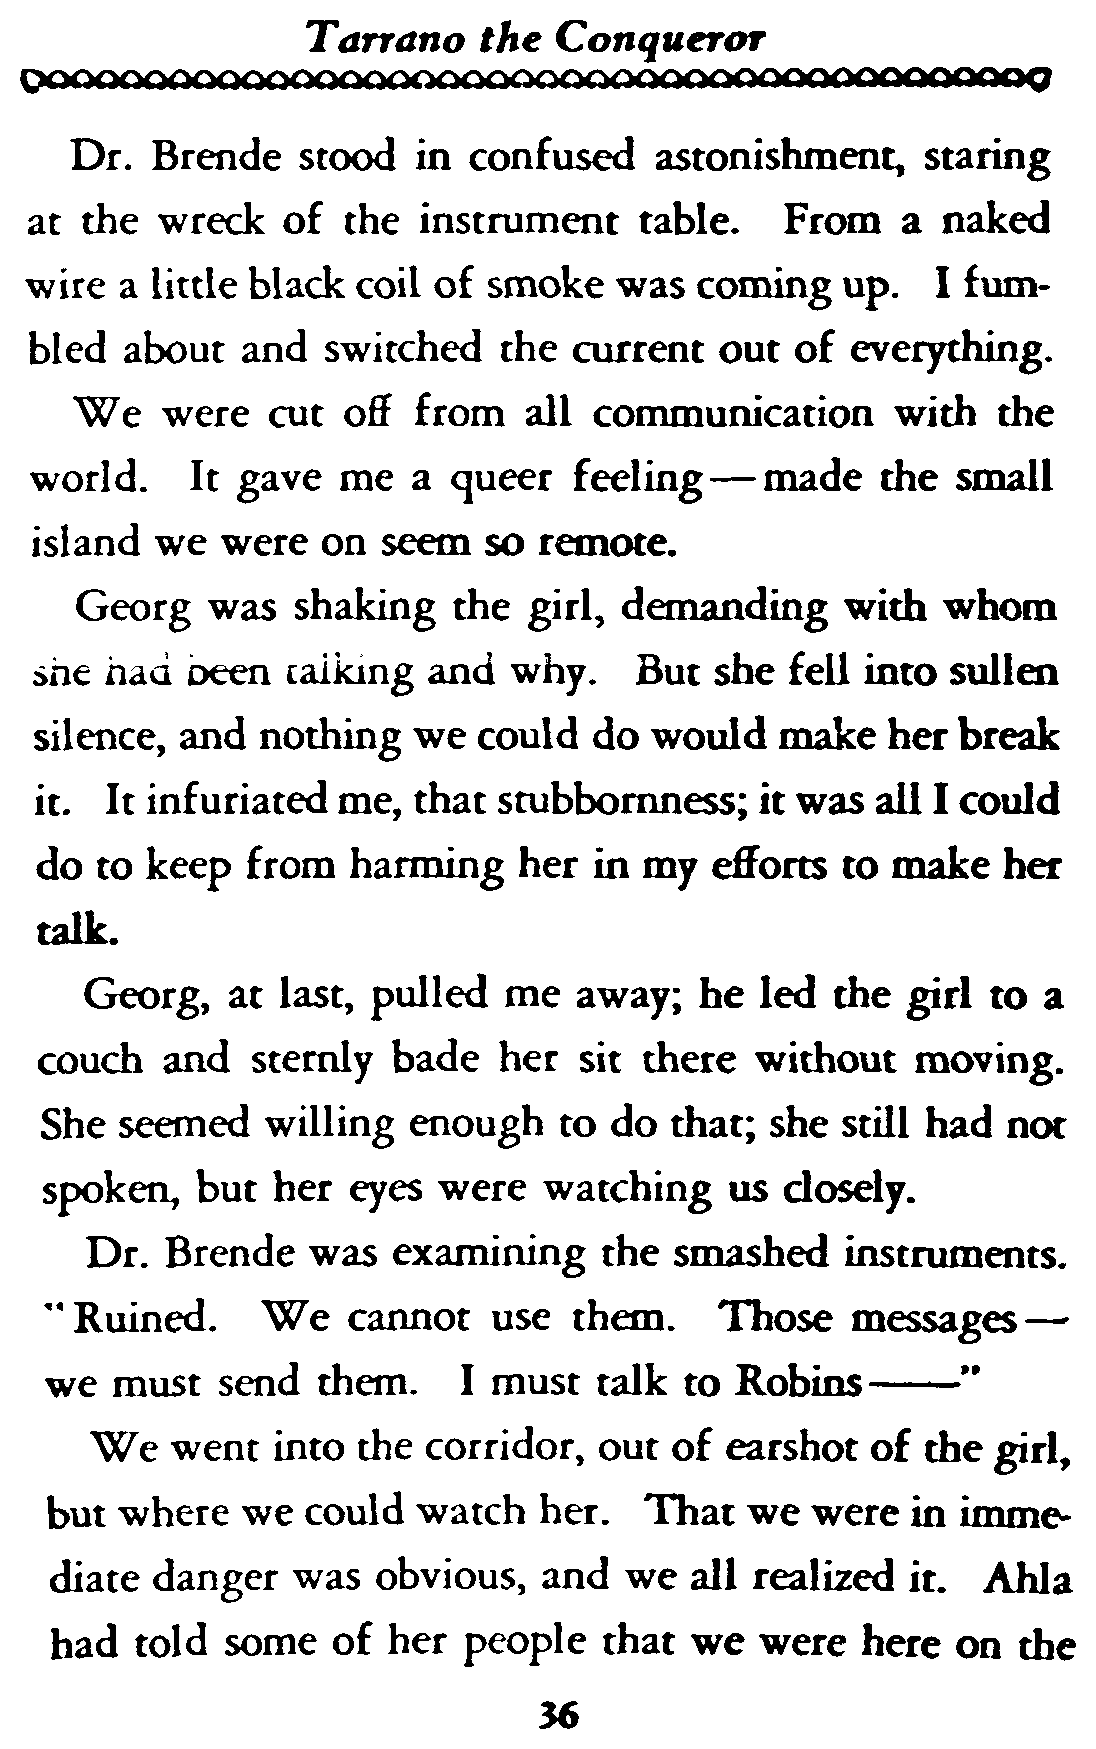 Tarrano the Conqueror
Dr. Brende stood in confused astonishment, staring
at the wreck of the instrument table. From a naked
wire a little black coil of smoke was coming up. I fum-
bled about and switched the current out of everything.
We were cut off from all communication with the
world. It gave me a queer feeling—made the small
island we were on seem so remote.
Georg was shaking the girl, demanding with whom
she had been talking and why. But she fell into sullen
silence, and nothing we could do would make her break
it. It infuriated me, that stubbornness; it was all I could
do to keep from harming her in my efforts to make her
talk.
Georg, at last, pulled me away; he led the girl to a
couch and sternly bade her sit there without moving.
She seemed willing enough to do that; she still had not
spoken, but her eyes were watching us closely.
Dr. Brende was examining the smashed instruments.
"Ruined. We cannot use them. Those messages—
we must send them. I must talk to Robins——"
We went into the corridor, out of earshot of the girl,
but where we could watch her. That we were in imme-
diate danger was obvious, and we all realized it. Ahla
had told some of her people that we were here on the
36